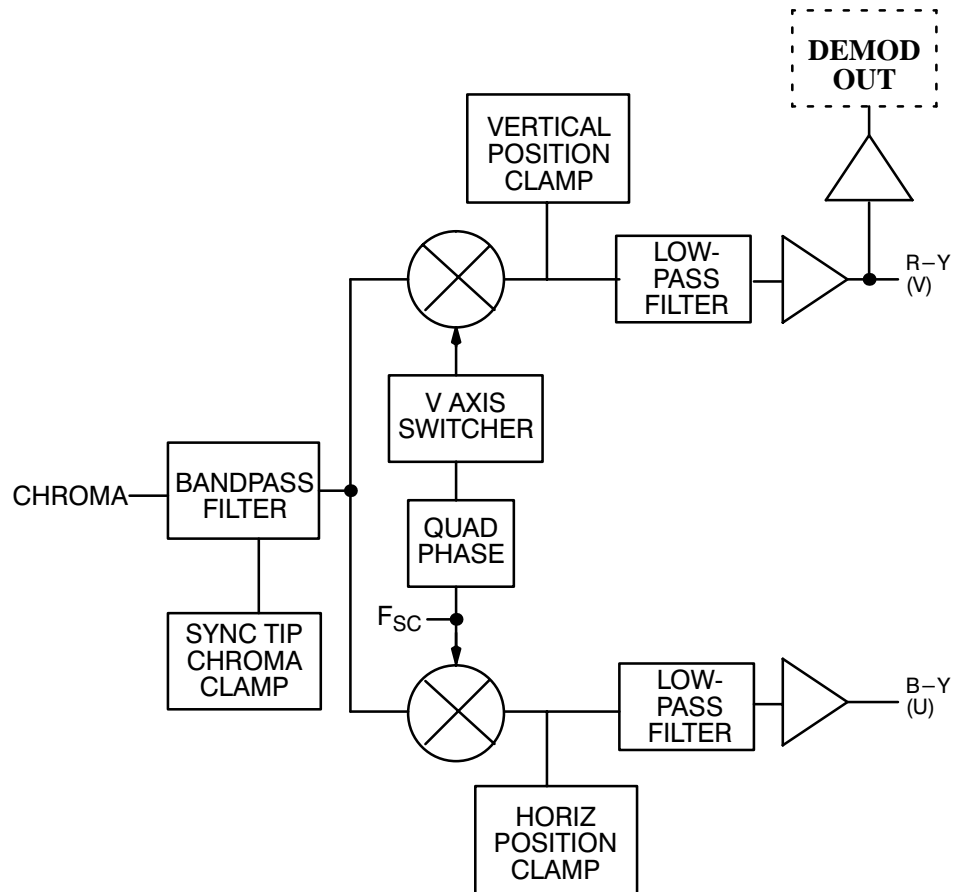 DEMOD
OUT
VERTICAL
POSITION
CLAMP
LOW-
PASS
FILTER
R−Y
(V)
V AXIS
SWITCHER
CHROMA
BANDPASS
FILTER
QUAD
PHASE
FSC
SYNC TIP
CHROMA
CLAMP
LOW-
PASS
FILTER
B−Y
(U)
HORIZ
POSITION
CLAMP